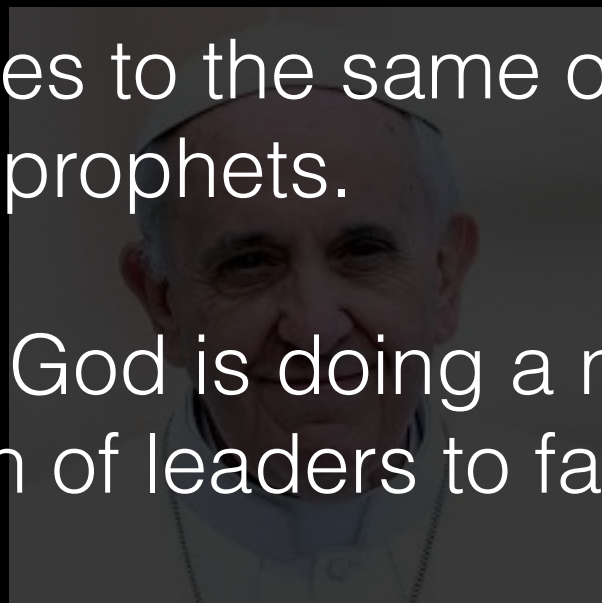 es to the same o
prophets.
God is doing a
n of leaders to fa